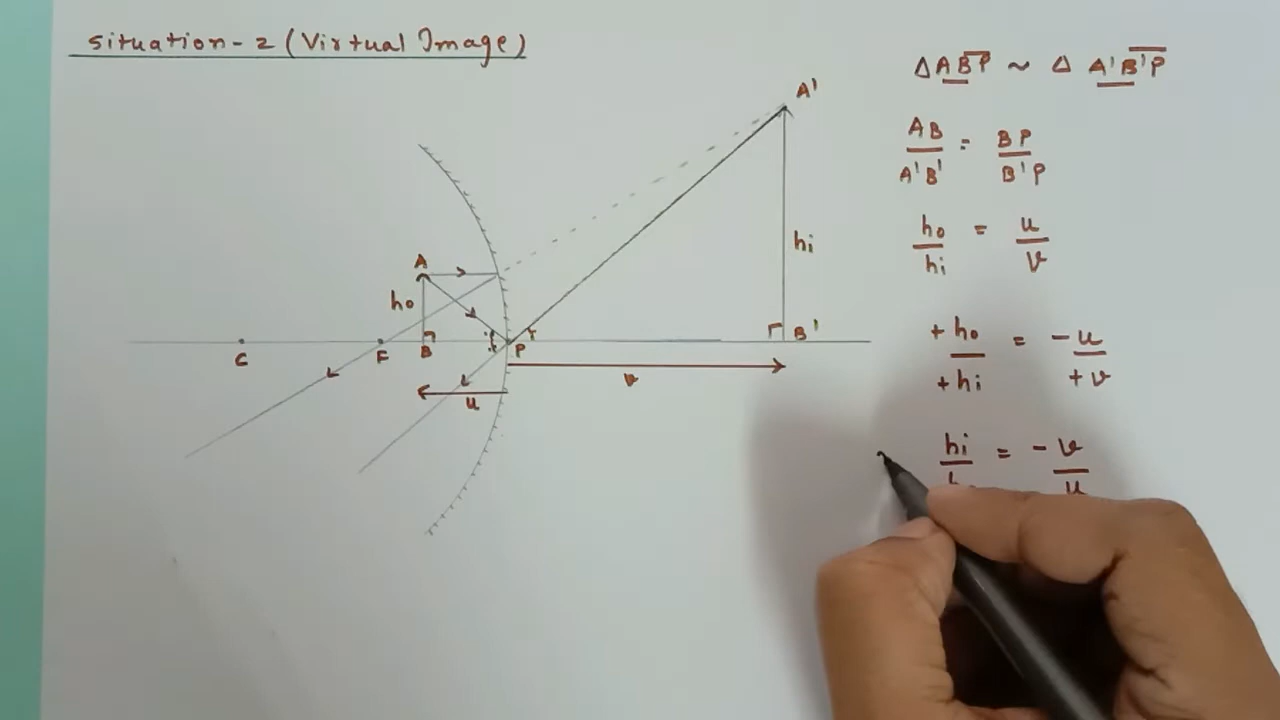 situation-2 (Virtual Image)
ΔABP ~ Δ A'B'P
AB/A'B' = BP/B'P
ho/hi = u/v
+ho/+hi = -u/+v
hi/ = -v/u
A'
hi
B'
A
ho
B
C
F
P
i
r
v
u